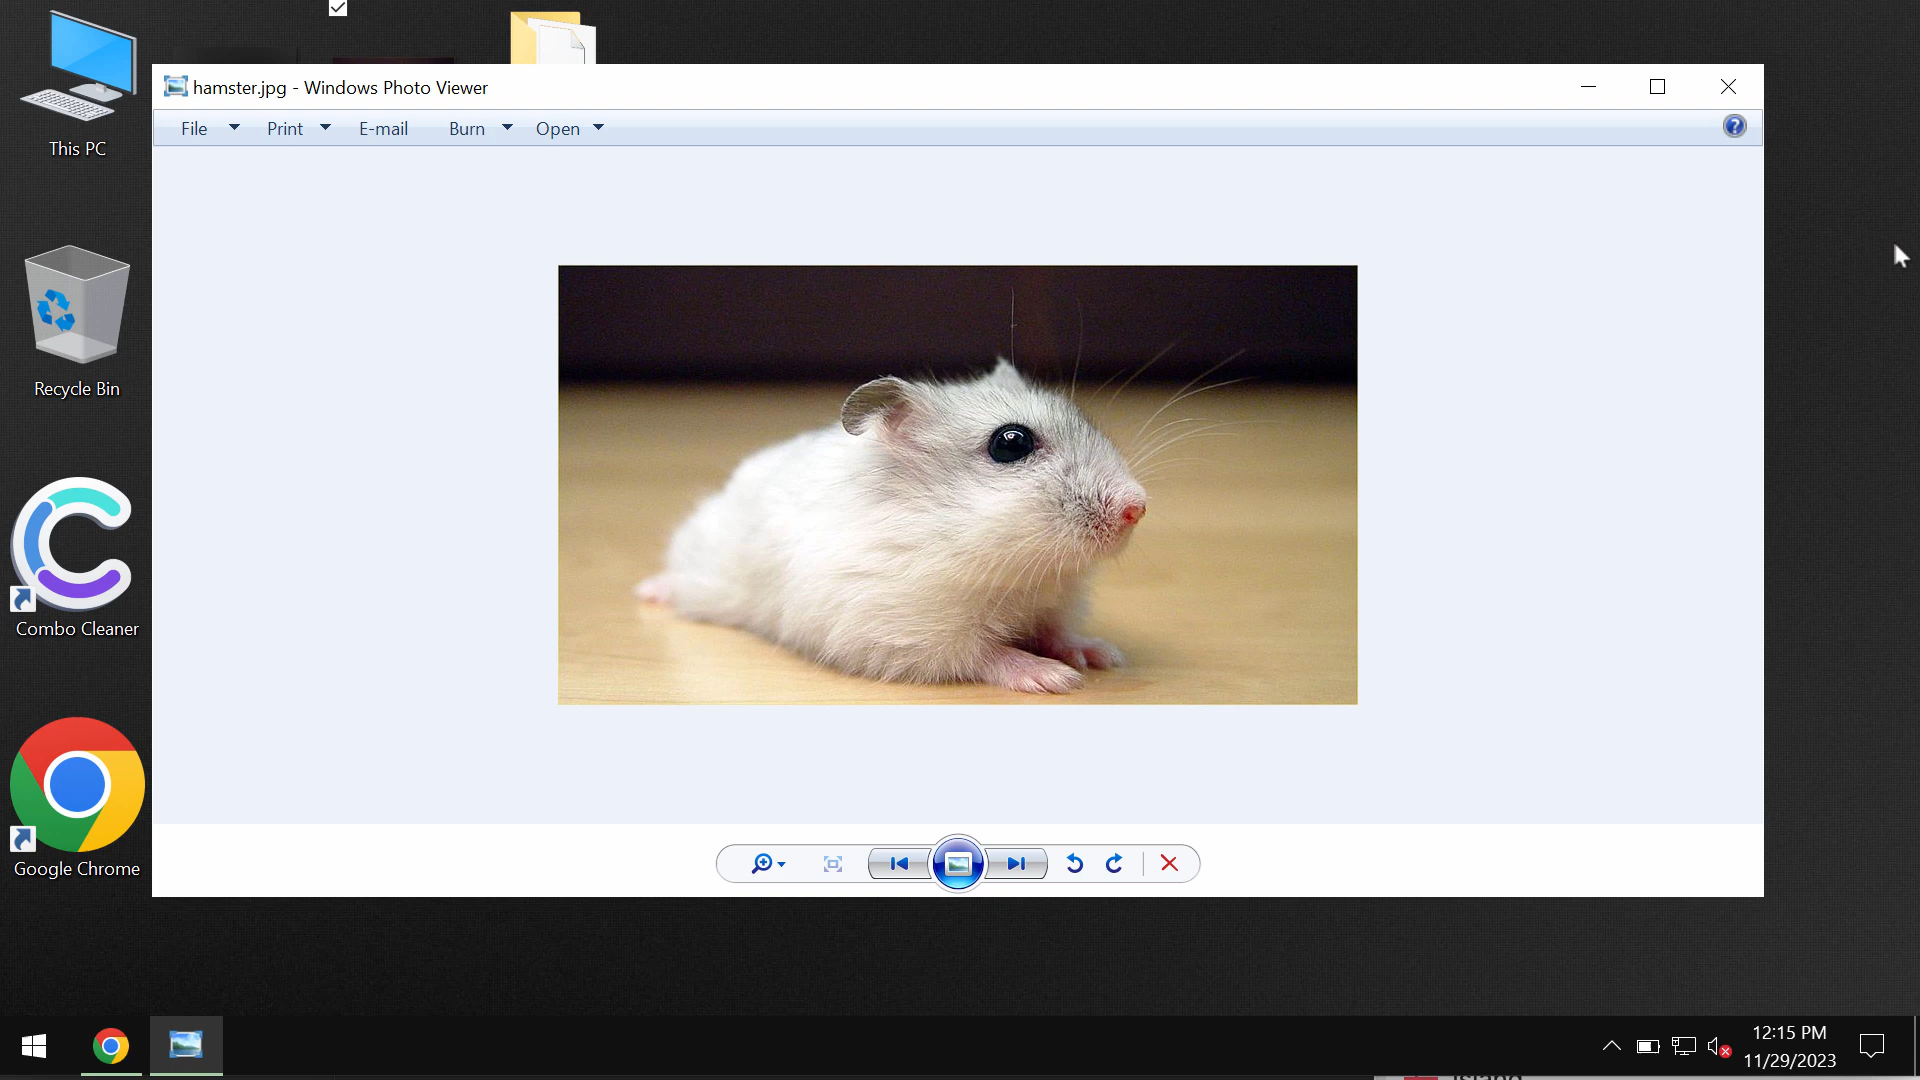 hamster.jpg - Windows Photo Viewer
File Print E-mail Burn Open
This PC
Recycle Bin
Combo Cleaner
Google Chrome
12:15 PM
11/29/2023